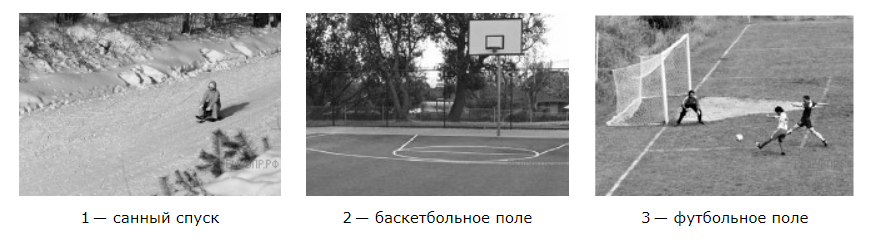 1 — санный спуск
2 — баскетбольное поле
3 — футбольное поле